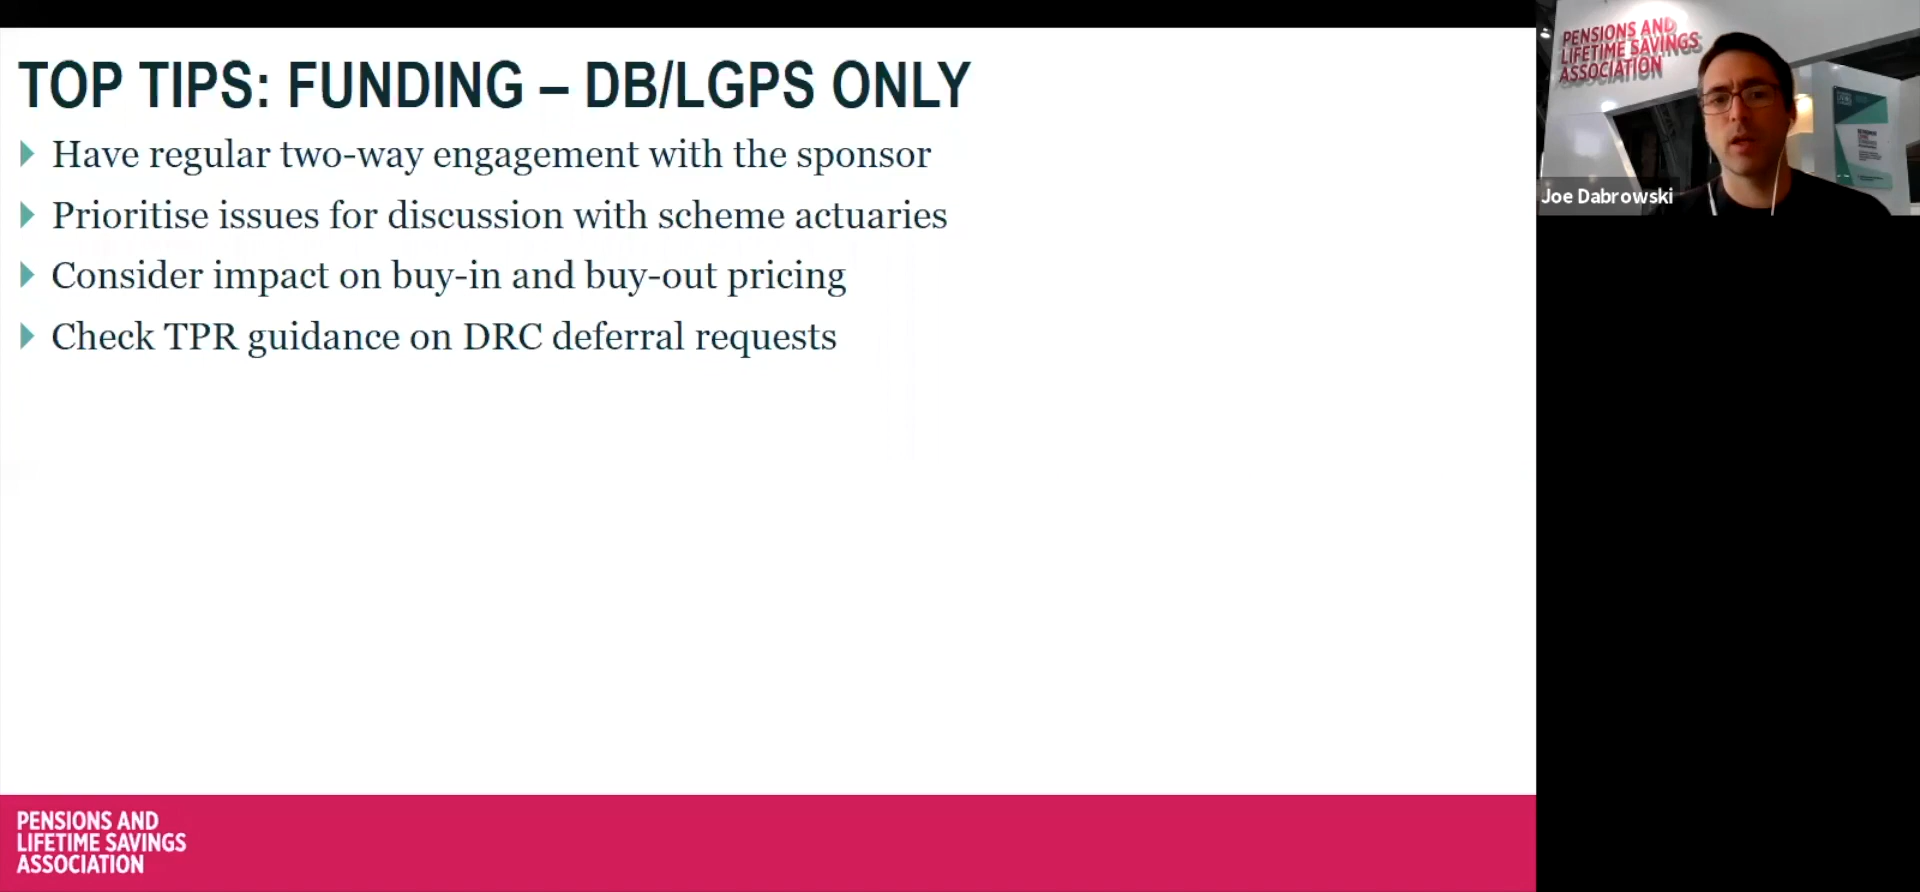 TOP TIPS: FUNDING – DB/LGPS ONLY
Have regular two-way engagement with the sponsor
Prioritise issues for discussion with scheme actuaries
Consider impact on buy-in and buy-out pricing
Check TPR guidance on DRC deferral requests
PENSIONS AND
LIFETIME SAVINGS
ASSOCIATION
PENSIONS AND
LIFETIME SAVINGS
ASSOCIATION
Joe Dabrowski